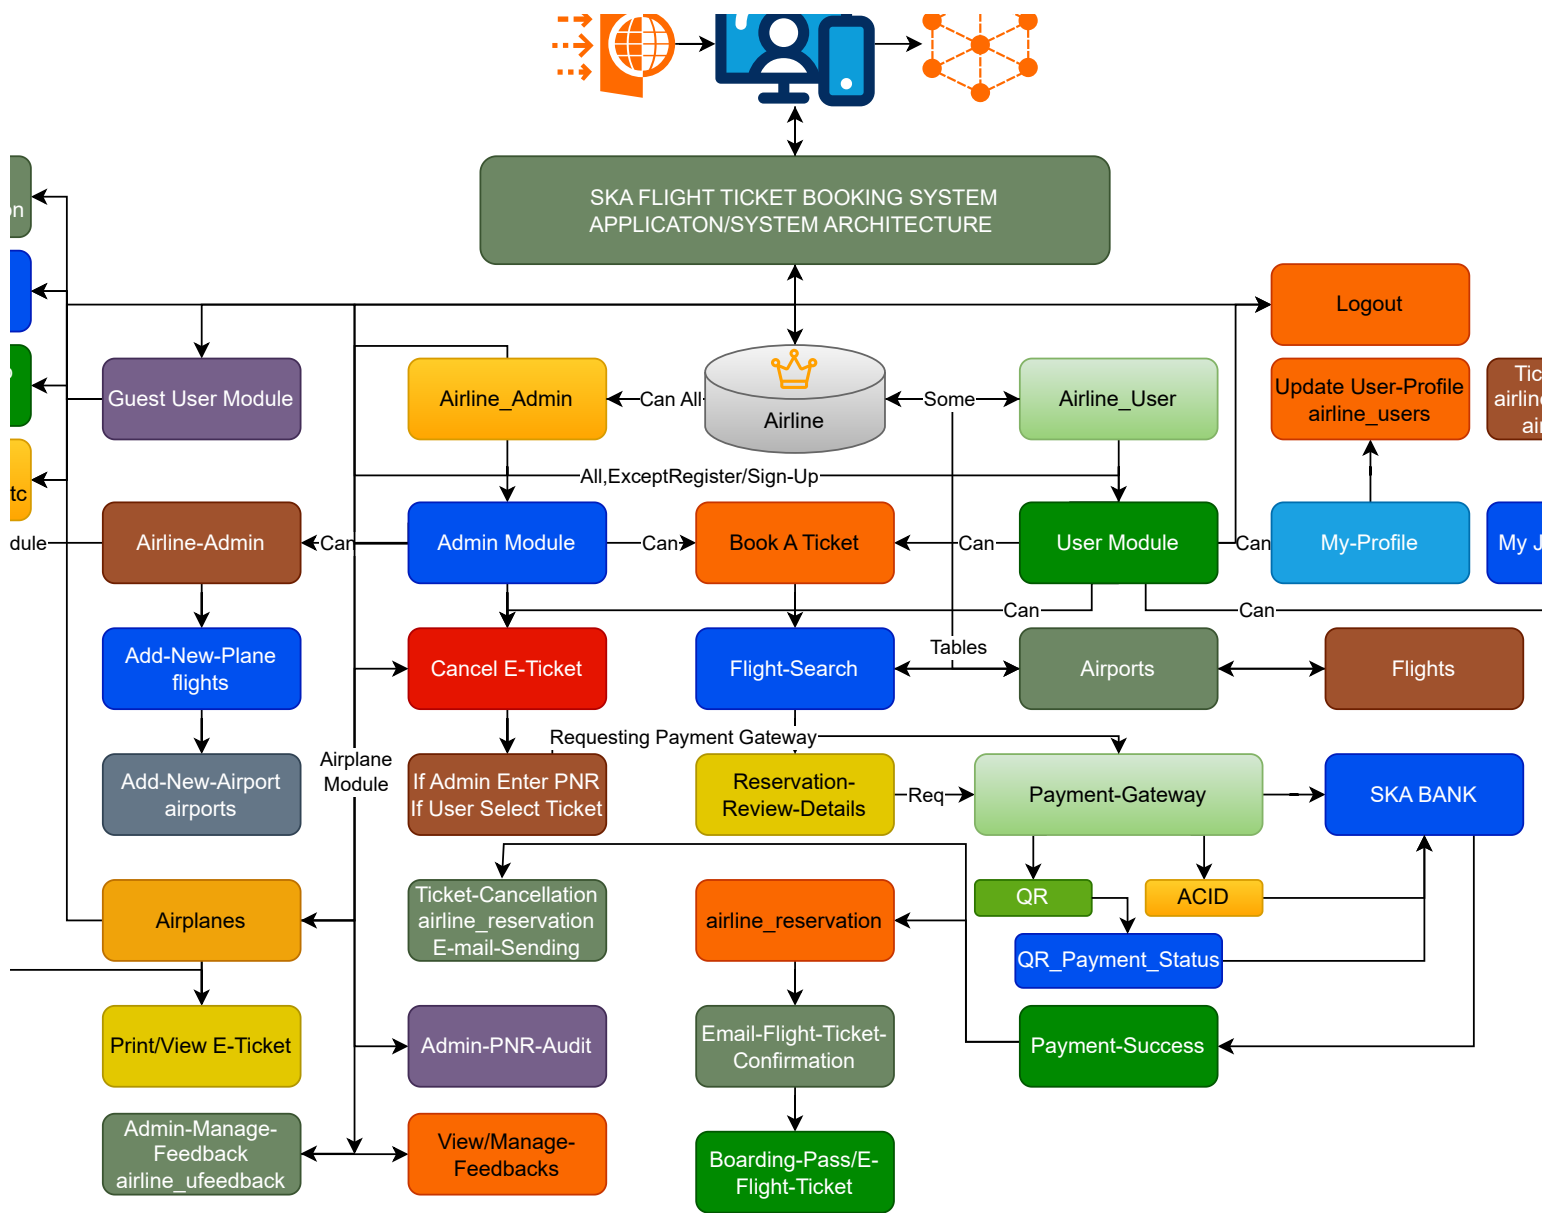 SKA FLIGHT TICKET BOOKING SYSTEM
APPLICATON/SYSTEM ARCHITECTURE
on
Logout
Guest User Module
Airline_Admin
Can All
Airline
Some
Airline_User
Update User-Profile
airline_users
All,ExceptRegister/Sign-Up
tc
dule
Airline-Admin
Can
Admin Module
Can
Book A Ticket
Can
User Module
Can
My-Profile
My J
Can
Can
Add-New-Plane
flights
Cancel E-Ticket
Flight-Search
Tables
Airports
Flights
Requesting Payment Gateway
Airplane
Module
Add-New-Airport
airports
If Admin Enter PNR
If User Select Ticket
Reservation-
Review-Details
Req
Payment-Gateway
SKA BANK
Airplanes
Ticket-Cancellation
airline_reservation
E-mail-Sending
airline_reservation
QR
ACID
QR_Payment_Status
Print/View E-Ticket
Admin-PNR-Audit
Email-Flight-Ticket-
Confirmation
Payment-Success
Admin-Manage-
Feedback
airline_ufeedback
View/Manage-
Feedbacks
Boarding-Pass/E-
Flight-Ticket